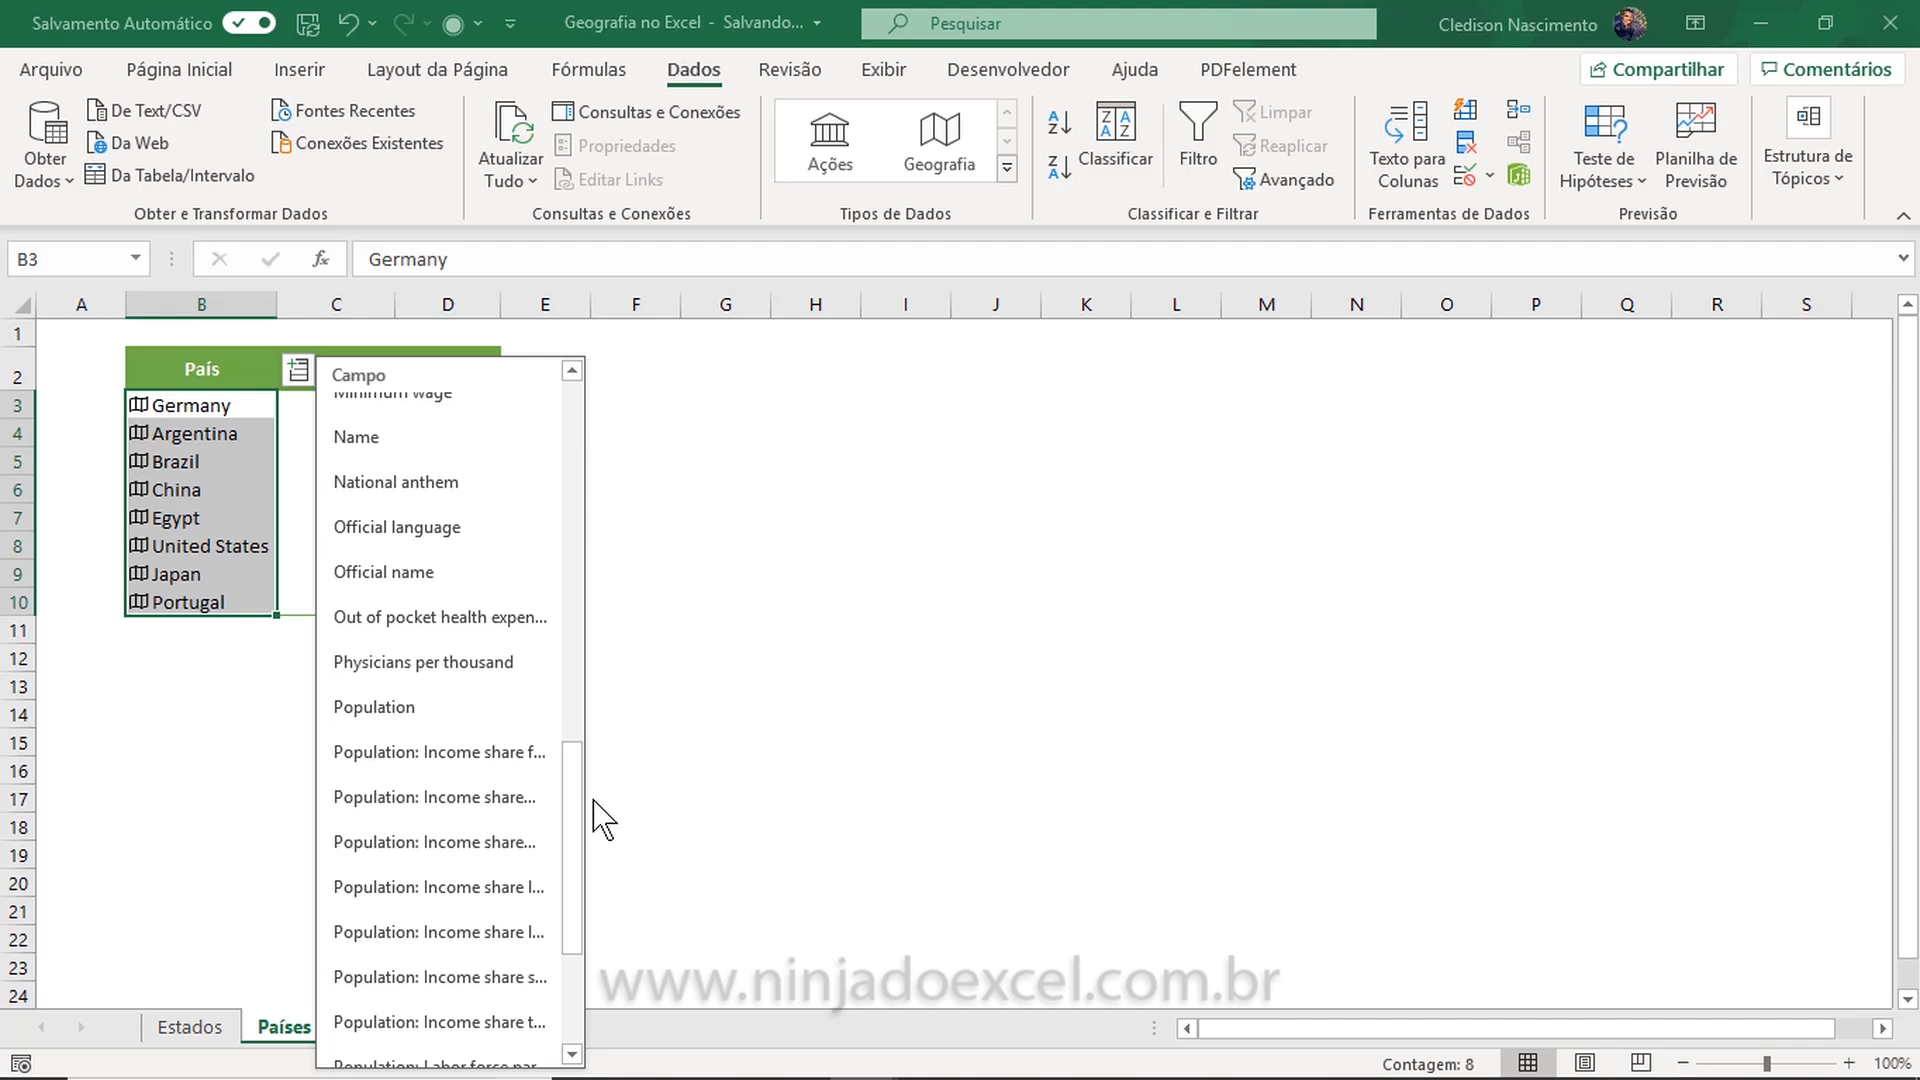 Salvamento Automático
Geografia no Excel - Salvando...
Pesquisar
Cledison Nascimento
Arquivo
Página Inicial
Inserir
Layout da Página
Fórmulas
Dados
Revisão
Exibir
Desenvolvedor
Ajuda
PDFelement
Compartilhar
Comentários
Obter
Dados
De Text/CSV
Da Web
Da Tabela/Intervalo
Fontes Recentes
Conexões Existentes
Obter e Transformar Dados
Atualizar
Tudo
Consultas e Conexões
Propriedades
Editar Links
Consultas e Conexões
Ações
Geografia
Tipos de Dados
Classificar
Filtro
Limpar
Reaplicar
Avançado
Classificar e Filtrar
Texto para
Colunas
Ferramentas de Dados
Teste de
Hipóteses
Planilha de
Previsão
Previsão
Estrutura de
Tópicos
B3
fx
Germany
A B C D E F G H I J K L M N O P Q R S
1
2 País
3 Germany
4 Argentina
5 Brazil
6 China
7 Egypt
8 United States
9 Japan
10 Portugal
11
12
13
14
15
16
17
18
19
20
21
22
23
24
Campo
Minimum wage
Name
National anthem
Official language
Official name
Out of pocket health expen...
Physicians per thousand
Population
Population: Income share f...
Population: Income share...
Population: Income share...
Population: Income share l...
Population: Income share l...
Population: Income share s...
Population: Income share t...
Population: Labor force par
www.ninjadoexcel.com.br
Estados
Países
Contagem: 8
100%